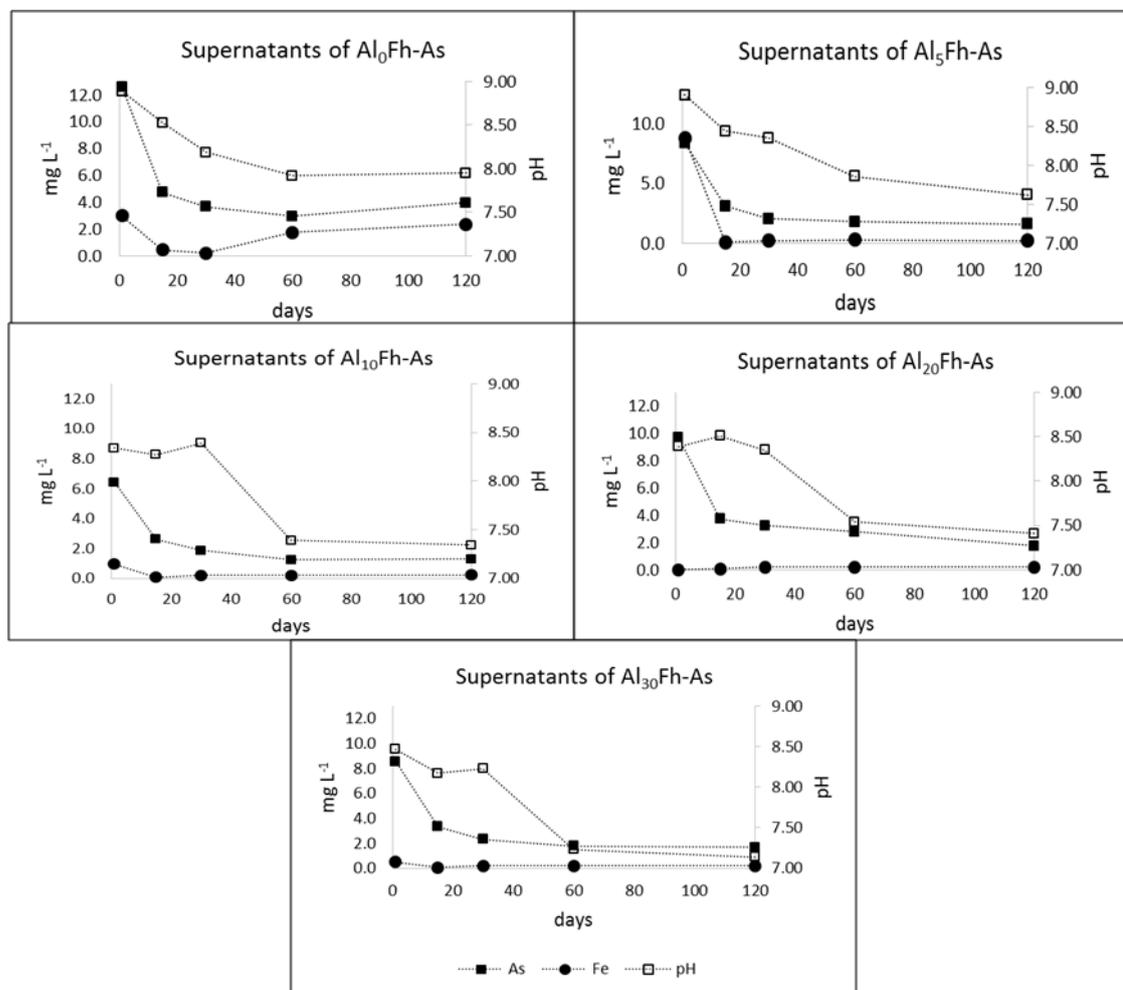 Supernatants of Al₀Fh-As
mg L⁻¹
12.0
10.0
8.0
6.0
4.0
2.0
0.0
9.00
8.50
8.00
7.50
7.00
pH
0 20 40 60 80 100 120
days
Supernatants of Al₅Fh-As
mg L⁻¹
10.0
5.0
0.0
9.00
8.50
8.00
7.50
7.00
pH
0 20 40 60 80 100 120
days
Supernatants of Al₁₀Fh-As
mg L⁻¹
12.0
10.0
8.0
6.0
4.0
2.0
0.0
9.00
8.50
8.00
7.50
7.00
pH
0 20 40 60 80 100 120
days
Supernatants of Al₂₀Fh-As
mg L⁻¹
12.0
10.0
8.0
6.0
4.0
2.0
0.0
9.00
8.50
8.00
7.50
7.00
pH
0 20 40 60 80 100 120
days
Supernatants of Al₃₀Fh-As
mg L⁻¹
12.0
10.0
8.0
6.0
4.0
2.0
0.0
9.00
8.50
8.00
7.50
7.00
pH
0 20 40 60 80 100 120
days
As Fe pH